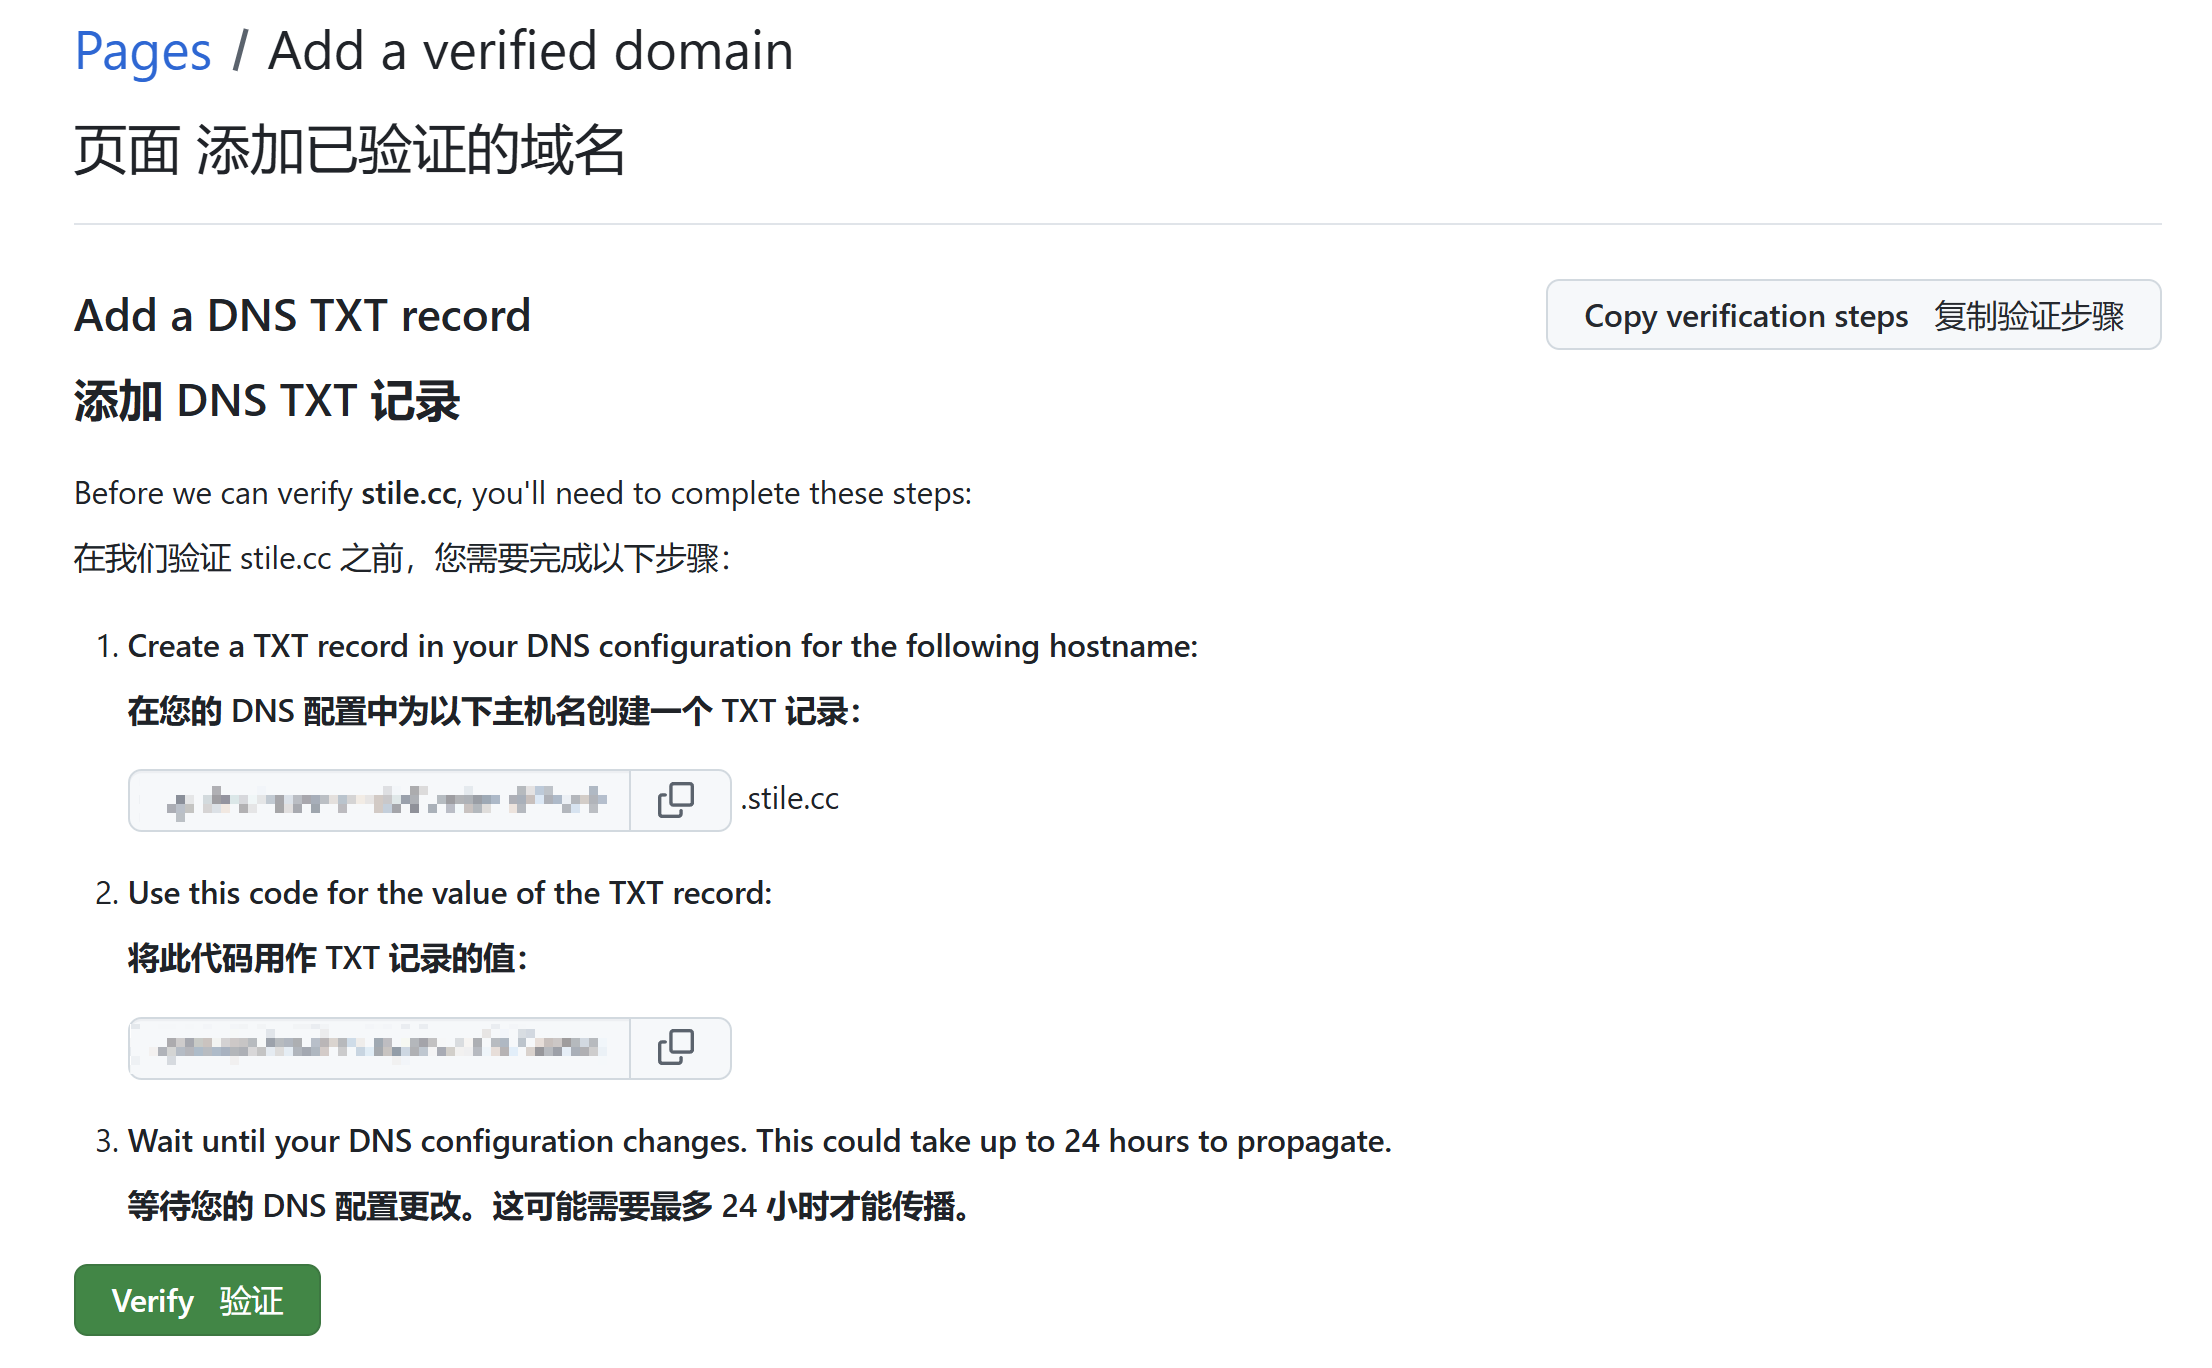 Pages / Add a verified domain
页面 添加已验证的域名
Add a DNS TXT record
Copy verification steps 复制验证步骤
添加 DNS TXT 记录
Before we can verify stile.cc, you'll need to complete these steps:
在我们验证 stile.cc 之前，您需要完成以下步骤：
1. Create a TXT record in your DNS configuration for the following hostname:
在您的 DNS 配置中为以下主机名创建一个 TXT 记录：
.stile.cc
2. Use this code for the value of the TXT record:
将此代码用作 TXT 记录的值：
3. Wait until your DNS configuration changes. This could take up to 24 hours to propagate.
等待您的 DNS 配置更改。这可能需要最多 24 小时才能传播。
Verify 验证